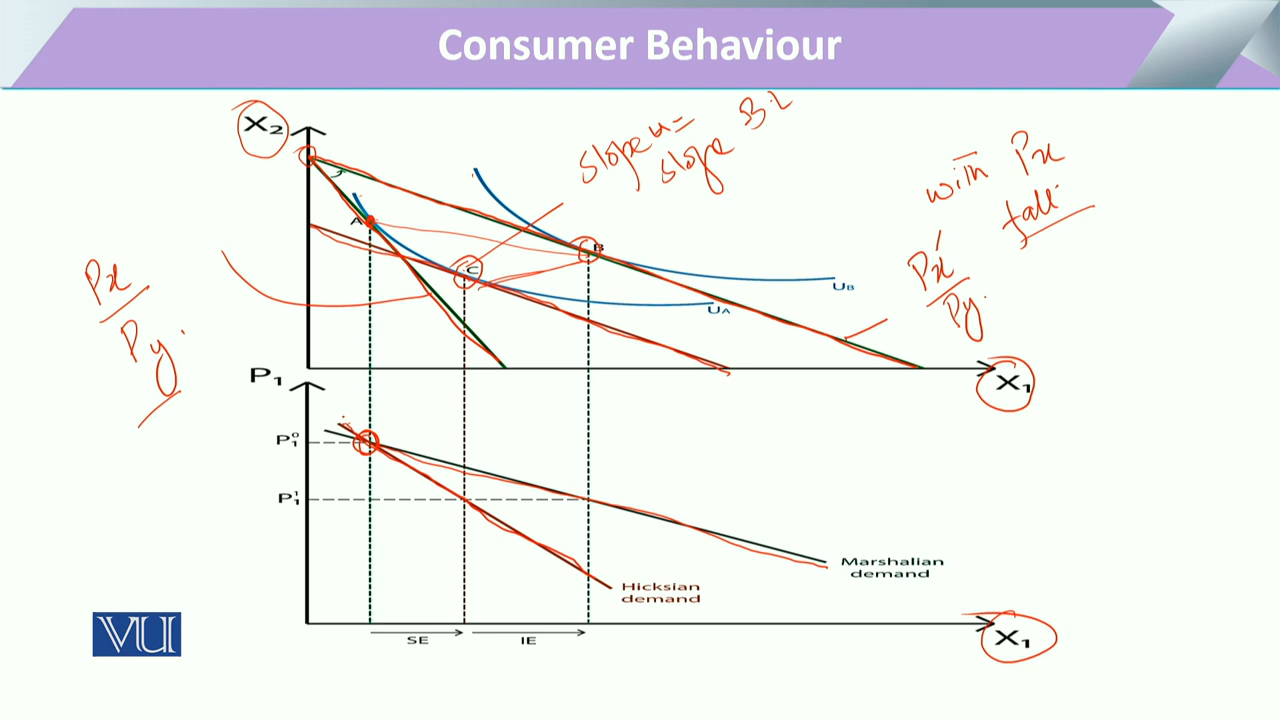 Consumer Behaviour
X₂
slope u =
slope B.L
with Px
fall.
A
B
C
Px
Py.
Px'
Py.
U_B
U_A
X₁
P₁
P₁⁰
P₁¹
Marshalian
demand
Hicksian
demand
SE
IE
X₁
VU